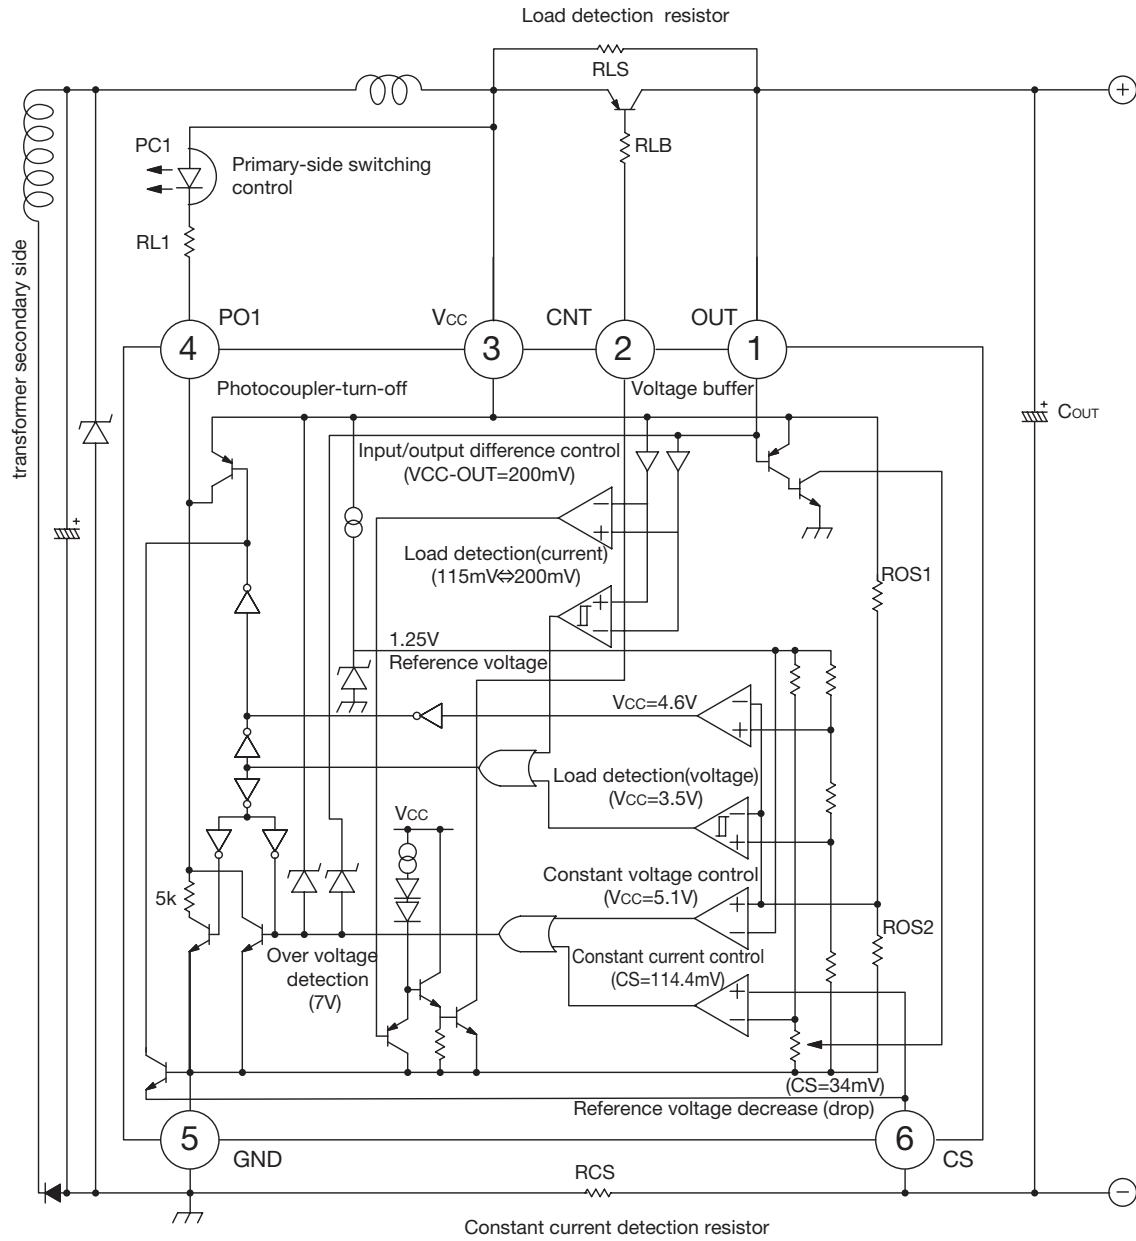 Load detection resistor
RLS
RLB
PC1
Primary-side switching
control
RL1
transformer secondary side
PO1
VCC
CNT
OUT
4
3
2
1
Photocoupler-turn-off
Voltage buffer
+
COUT
+
Input/output difference control
(VCC-OUT=200mV)
−
+
Load detection(current)
(115mV⇔200mV)
ROS1
+
−
1.25V
Reference voltage
VCC=4.6V
−
+
+
Load detection(voltage)
(VCC=3.5V)
−
+
VCC
Constant voltage control
(VCC=5.1V)
+
−
5k
ROS2
Over voltage
detection
(7V)
Constant current control
(CS=114.4mV)
+
−
(CS=34mV)
Reference voltage decrease (drop)
5
GND
6
CS
RCS
−
Constant current detection resistor